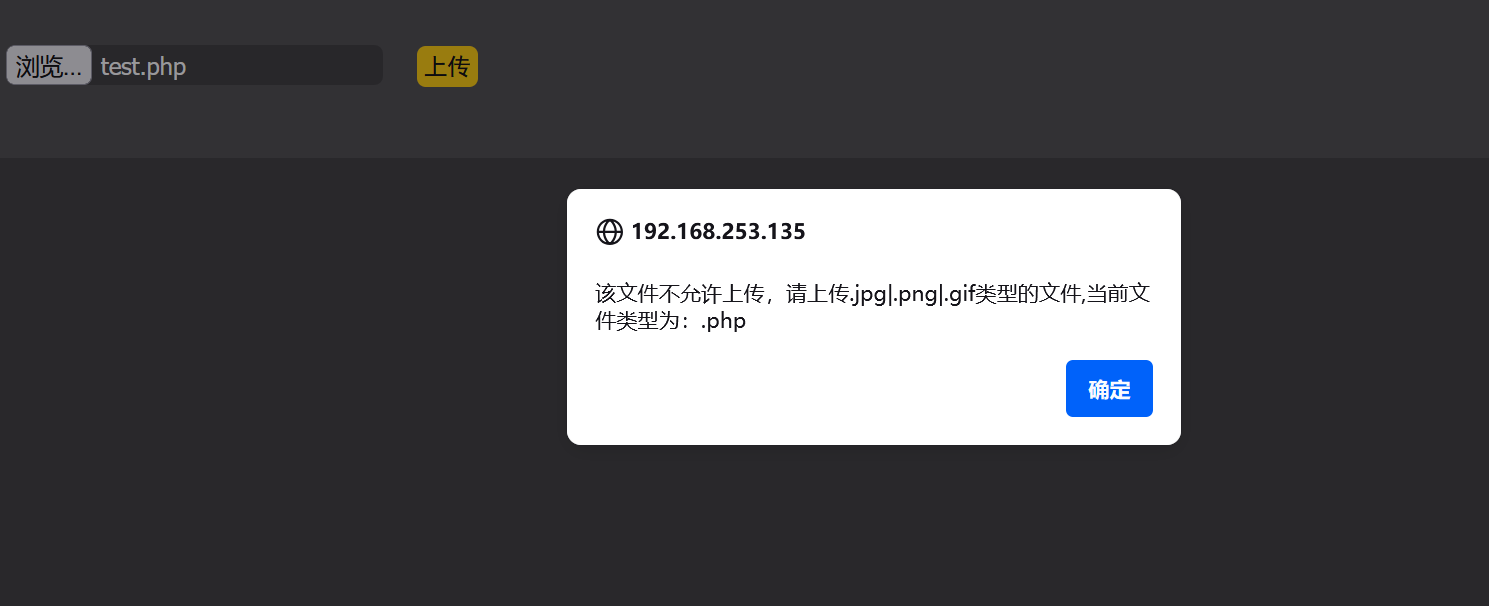 浏览... test.php 上传
192.168.253.135
该文件不允许上传，请上传.jpg|.png|.gif类型的文件,当前文
件类型为：.php
确定